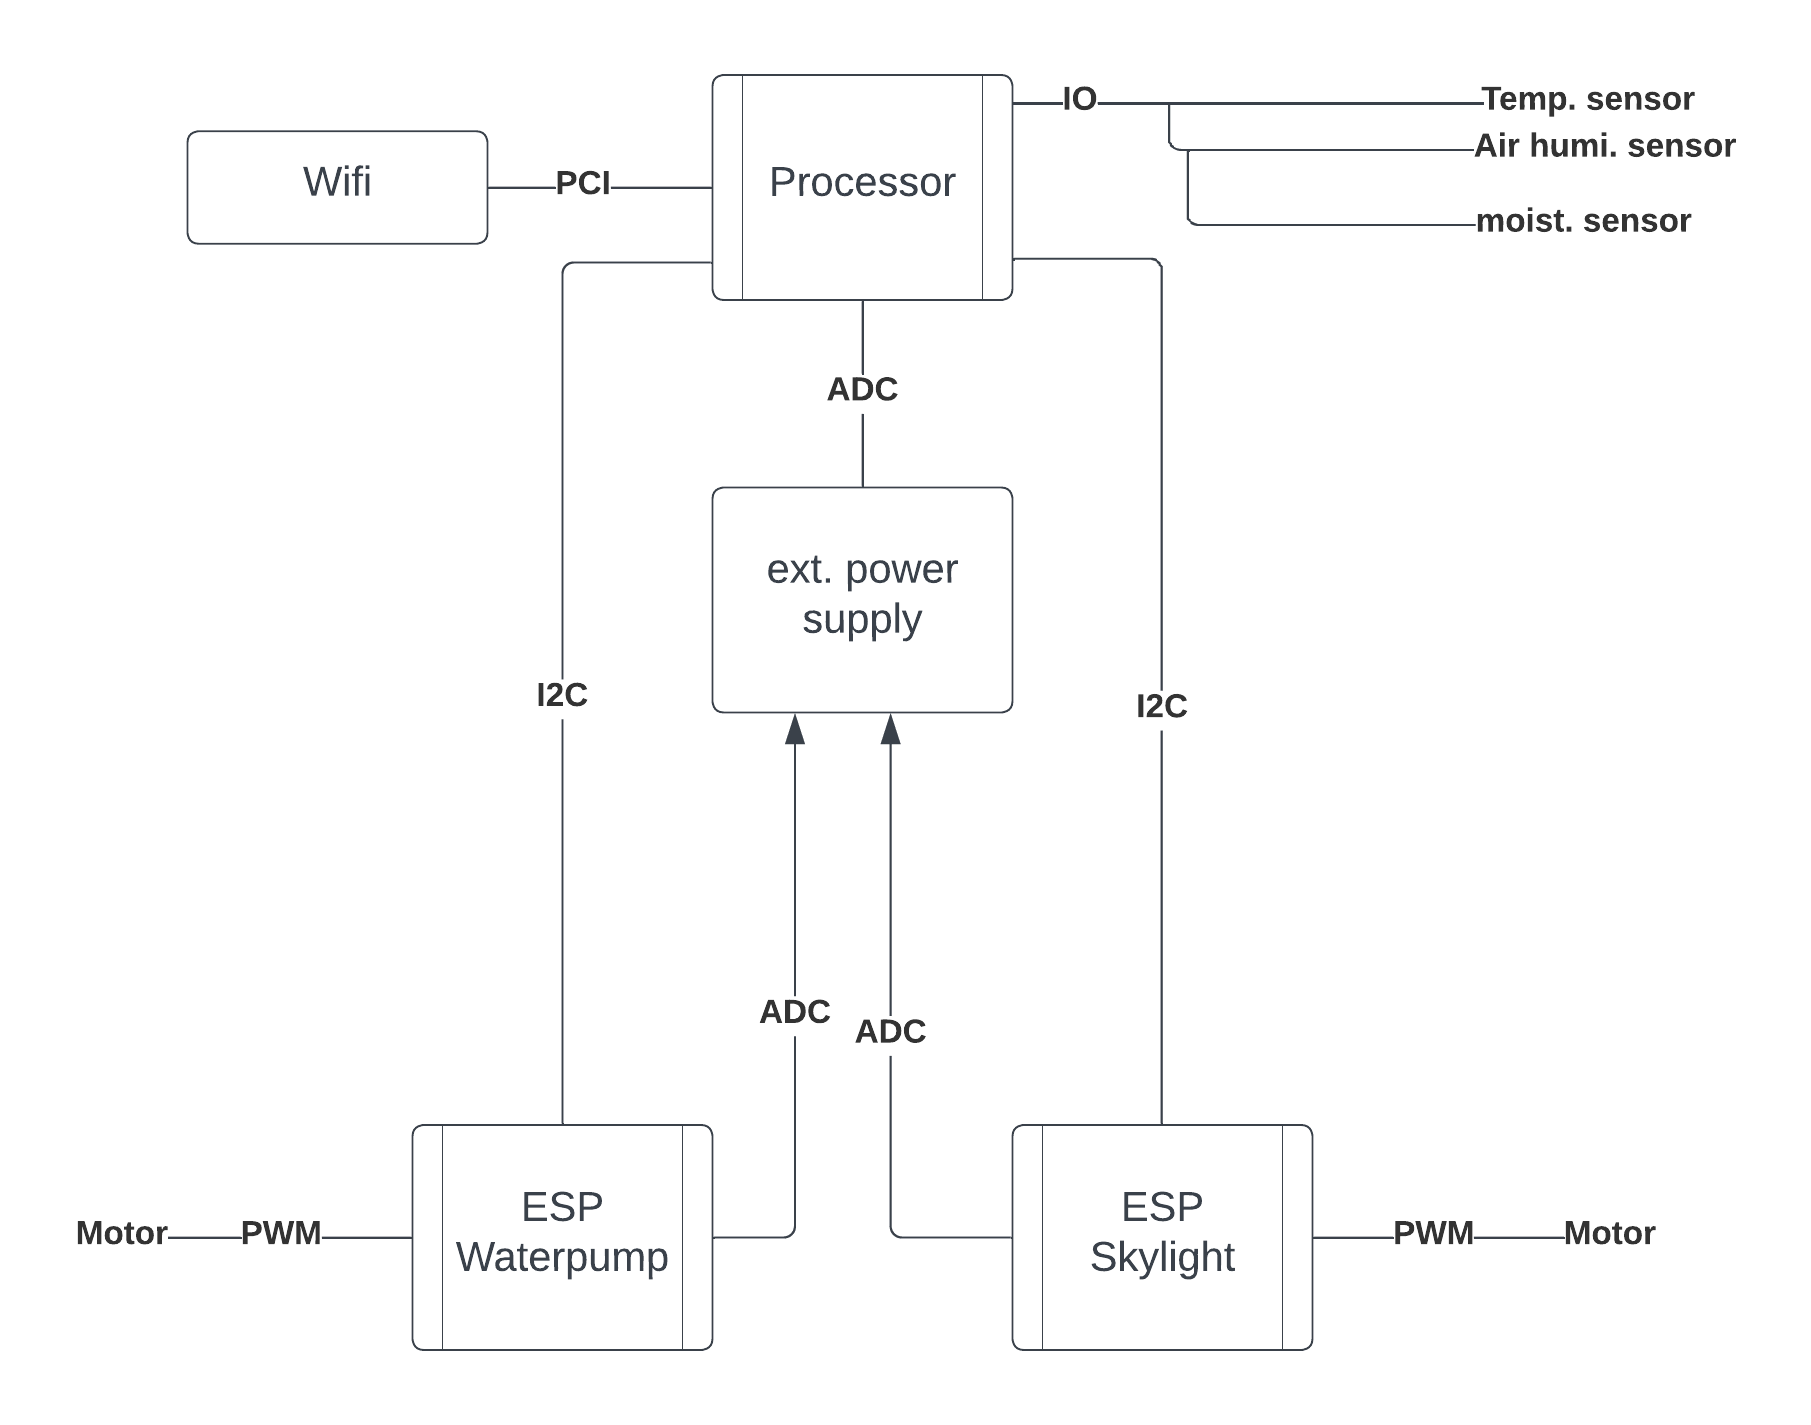 IO
Temp. sensor
Air humi. sensor
Wifi
PCI
Processor
moist. sensor
ADC
ext. power
supply
I2C
I2C
ADC
ADC
ESP
Waterpump
ESP
Skylight
Motor
PWM
PWM
Motor